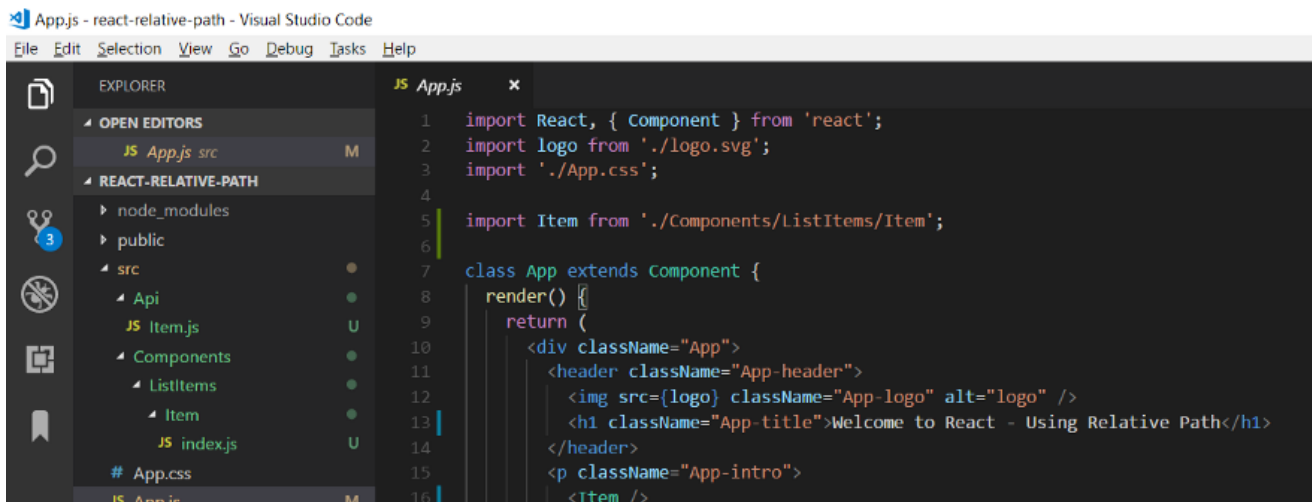 App.js - react-relative-path - Visual Studio Code
File Edit Selection View Go Debug Tasks Help
EXPLORER
OPEN EDITORS
JS App.js src M
REACT-RELATIVE-PATH
node_modules
public
src
Api
JS Item.js U
Components
ListItems
Item
JS index.js U
# App.css
JS App.js M
3
JS App.js ×
1 import React, { Component } from 'react';
2 import logo from './logo.svg';
3 import './App.css';
4
5 import Item from './Components/ListItems/Item';
6
7 class App extends Component {
8 render() {
9 return (
10 <div className="App">
11 <header className="App-header">
12 <img src={logo} className="App-logo" alt="logo" />
13 <h1 className="App-title">Welcome to React - Using Relative Path</h1>
14 </header>
15 <p className="App-intro">
16 <Item />